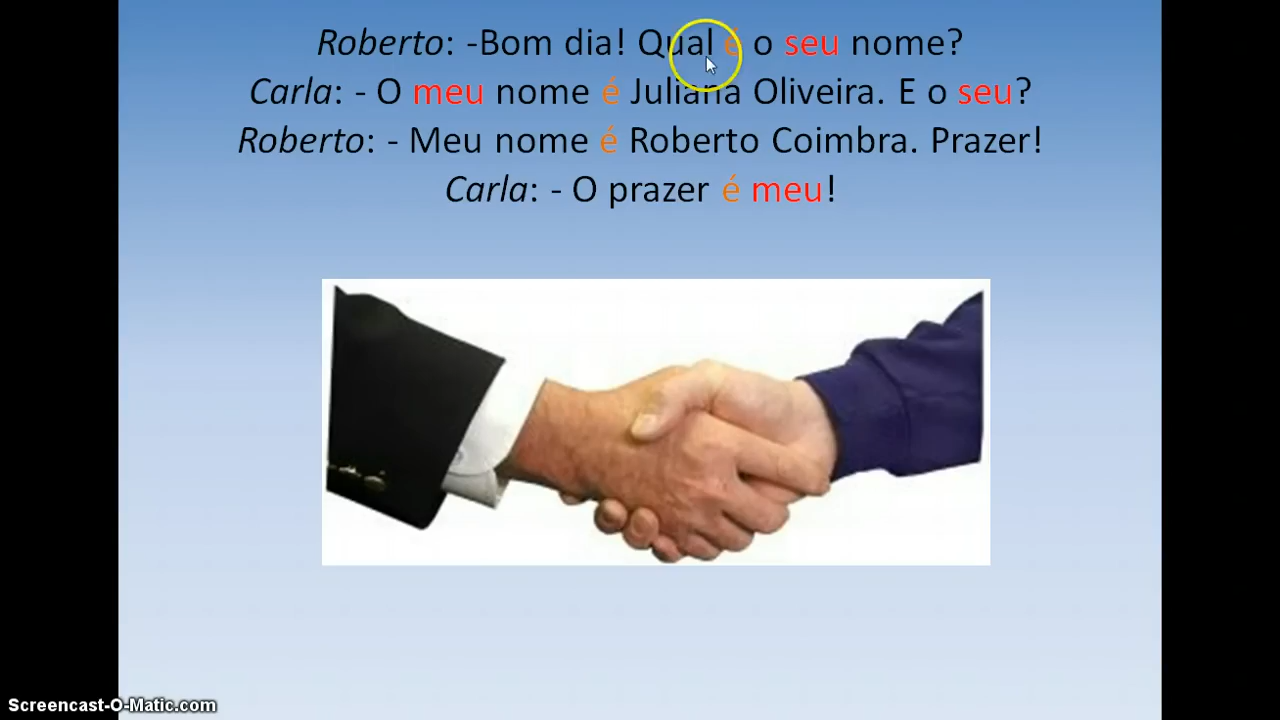 Roberto: -Bom dia! Qual é o seu nome?
Carla: - O meu nome é Juliana Oliveira. E o seu?
Roberto: - Meu nome é Roberto Coimbra. Prazer!
Carla: - O prazer é meu!
Screencast-O-Matic.com